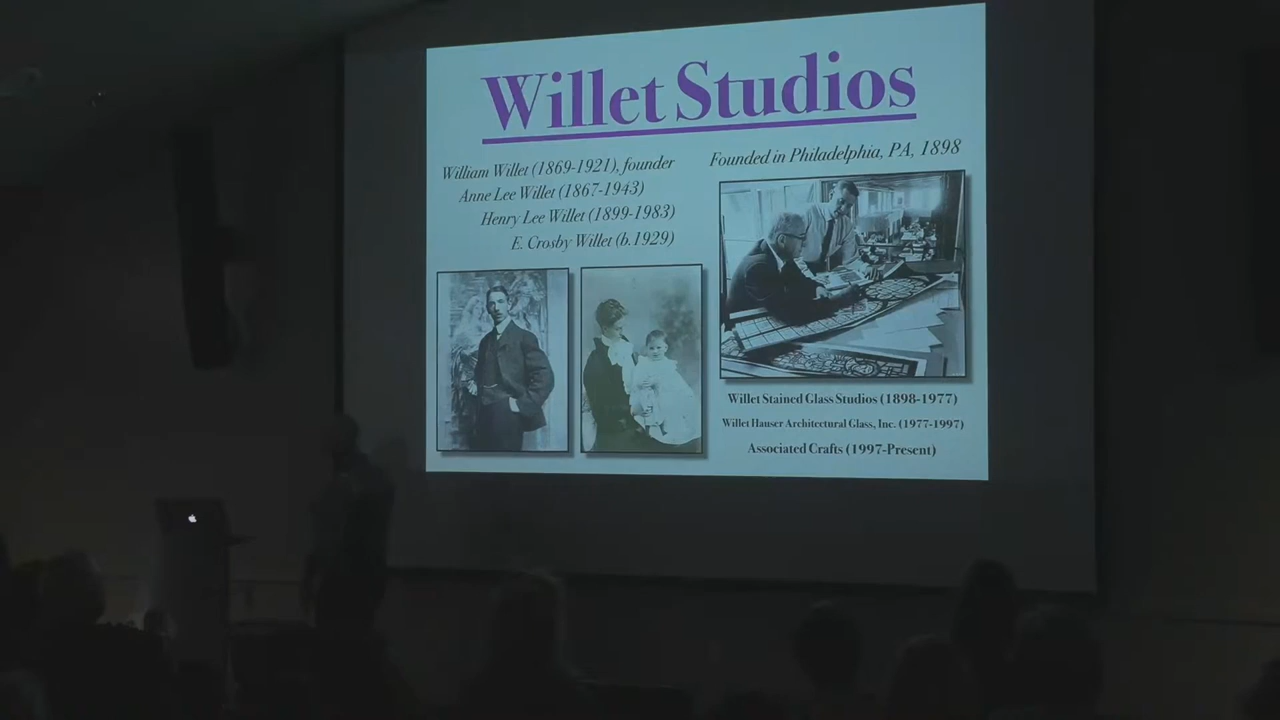 Willet Studios
William Willet (1869-1921), founder
Anne Lee Willet (1867-1943)
Henry Lee Willet (1899-1983)
E. Crosby Willet (b.1929)
Founded in Philadelphia, PA, 1898
Willet Stained Glass Studios (1898-1977)
Willet Hauser Architectural Glass, Inc. (1977-1997)
Associated Crafts (1997-Present)